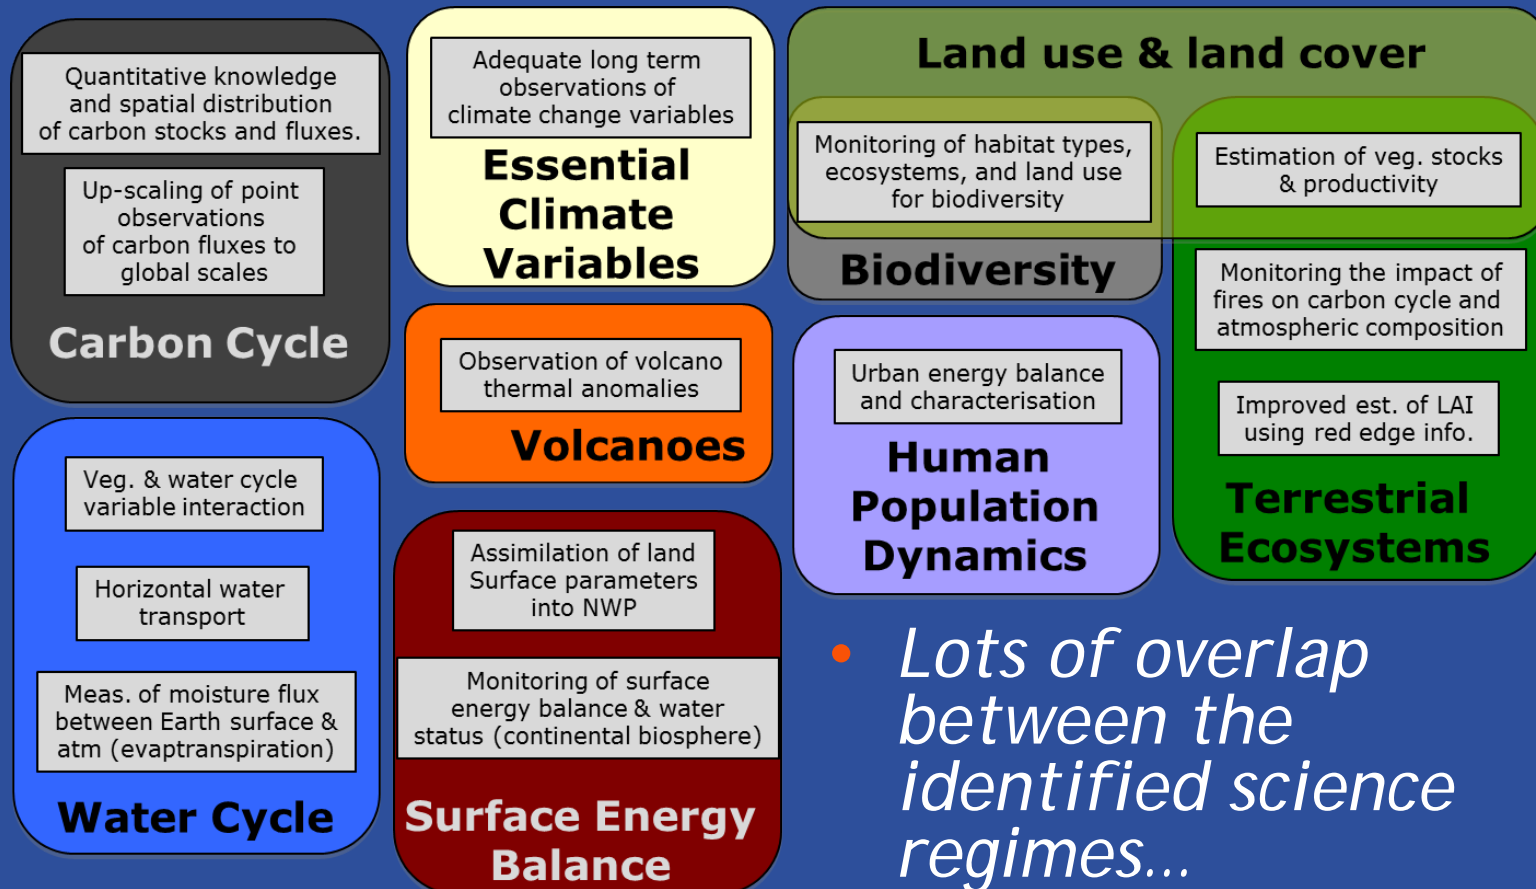 Quantitative knowledge
and spatial distribution
of carbon stocks and fluxes.
Up-scaling of point
observations
of carbon fluxes to
global scales
Carbon Cycle
Veg. & water cycle
variable interaction
Horizontal water
transport
Meas. of moisture flux
between Earth surface &
atm (evaptranspiration)
Water Cycle
Adequate long term
observations of
climate change variables
Essential
Climate
Variables
Observation of volcano
thermal anomalies
Volcanoes
Assimilation of land
Surface parameters
into NWP
Monitoring of surface
energy balance & water
status (continental biosphere)
Surface Energy
Balance
Land use & land cover
Monitoring of habitat types,
ecosystems, and land use
for biodiversity
Biodiversity
Urban energy balance
and characterisation
Human
Population
Dynamics
Estimation of veg. stocks
& productivity
Monitoring the impact of
fires on carbon cycle and
atmospheric composition
Improved est. of LAI
using red edge info.
Terrestrial
Ecosystems
• Lots of overlap
between the
identified science
regimes...